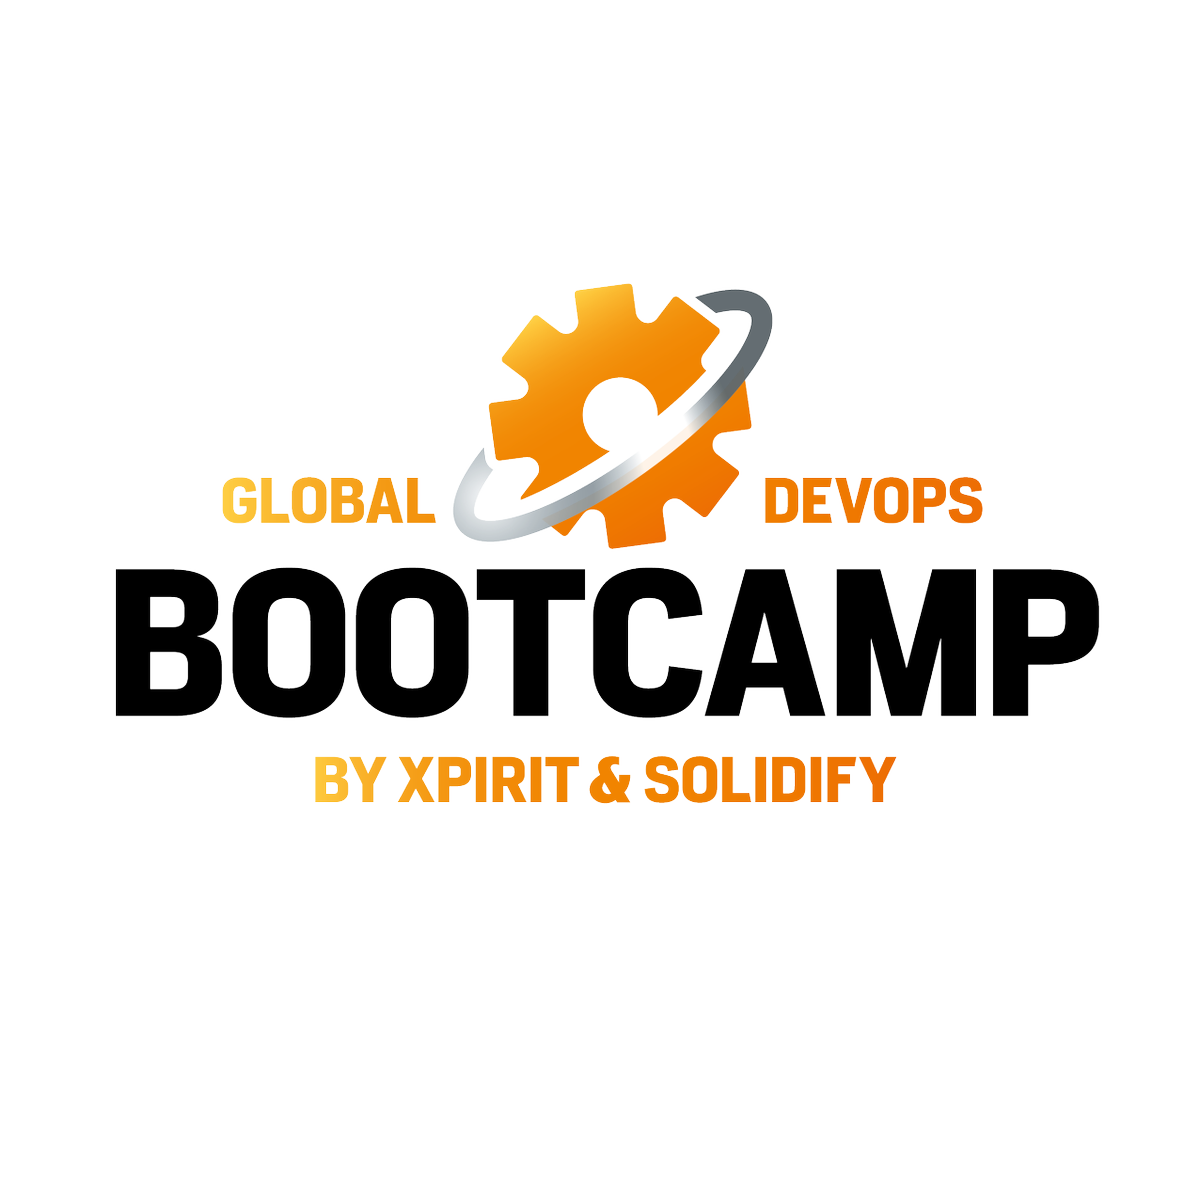 GLOBAL DEVOPS
BOOTCAMP
BY XPIRIT & SOLIDIFY